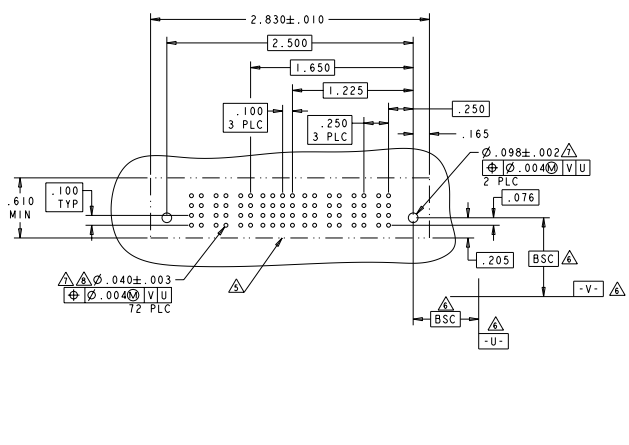 2.830±.010
2.500
1.650
1.225
.100
3 PLC
.250
3 PLC
.250
.165
Ø.098±.002 7
⌖ Ø.004Ⓜ V U
2 PLC
.076
.610
MIN
.100
TYP
.205
BSC 6
7 8 Ø.040±.003
⌖ Ø.004Ⓜ V U
72 PLC
5
-V- 6
6
BSC
6
-U-